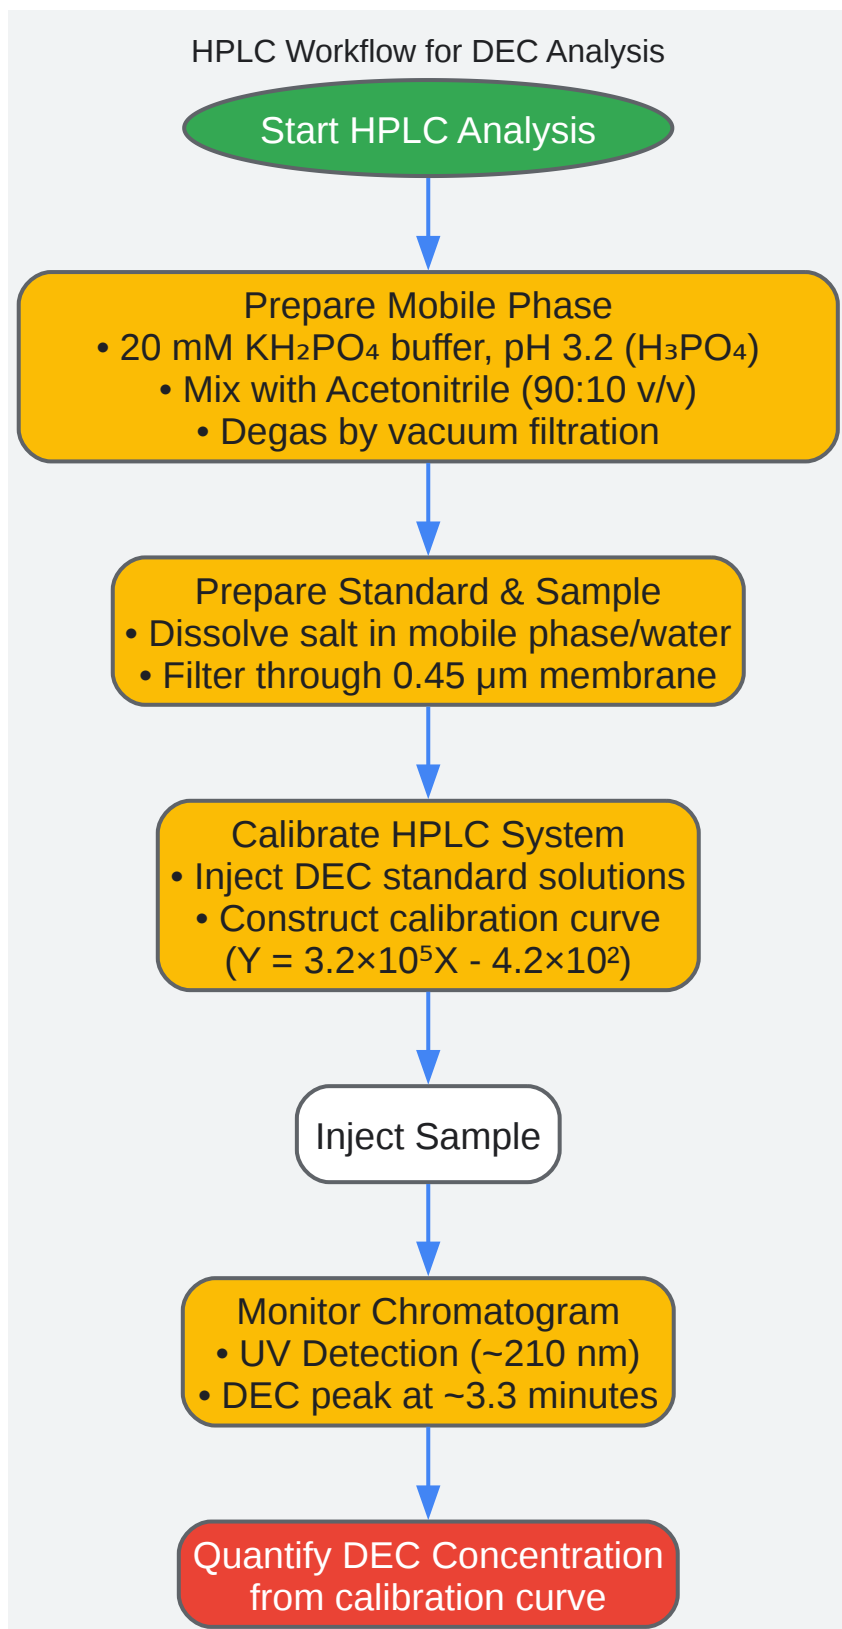 HPLC Workflow for DEC Analysis
Start HPLC Analysis
Prepare Mobile Phase
• 20 mM KH₂PO₄ buffer, pH 3.2 (H₃PO₄)
• Mix with Acetonitrile (90:10 v/v)
• Degas by vacuum filtration
Prepare Standard & Sample
• Dissolve salt in mobile phase/water
• Filter through 0.45 μm membrane
Calibrate HPLC System
• Inject DEC standard solutions
• Construct calibration curve
(Y = 3.2×10⁵X - 4.2×10²)
Inject Sample
Monitor Chromatogram
• UV Detection (~210 nm)
• DEC peak at ~3.3 minutes
Quantify DEC Concentration
from calibration curve